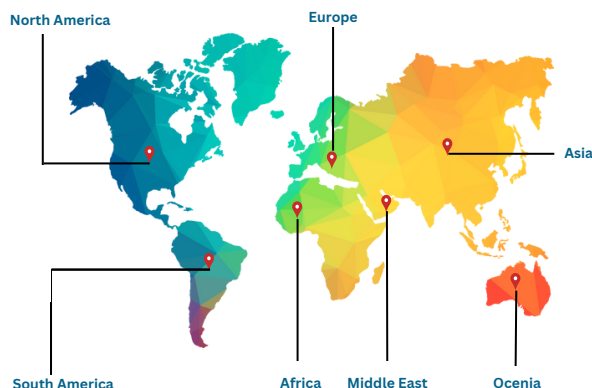 North America
Europe
Asia
South America
Africa
Middle East
Ocenia